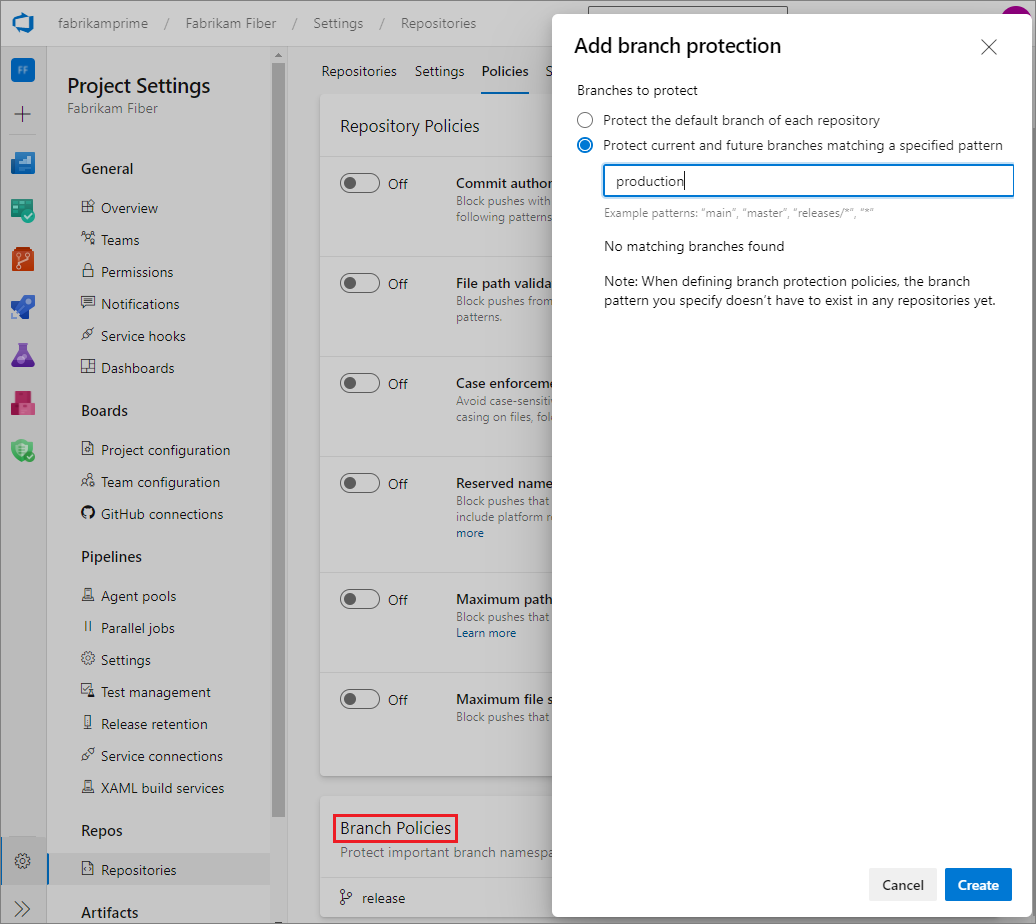 fabrikamprime / Fabrikam Fiber / Settings / Repositories
FF
Project Settings
Fabrikam Fiber
General
Overview
Teams
Permissions
Notifications
Service hooks
Dashboards
Boards
Project configuration
Team configuration
GitHub connections
Pipelines
Agent pools
Parallel jobs
Settings
Test management
Release retention
Service connections
XAML build services
Repos
Repositories
Artifacts
Repositories Settings Policies S
Repository Policies
Off
Commit author
Block pushes with
following patterns
Off
File path valida
Block pushes from
patterns.
Off
Case enforceme
Avoid case-sensitiv
casing on files, fol
Off
Reserved name
Block pushes that
include platform r
more
Off
Maximum path
Block pushes that
Learn more
Off
Maximum file s
Block pushes that
Branch Policies
Protect important branch namespa
release
Add branch protection
Branches to protect
Protect the default branch of each repository
Protect current and future branches matching a specified pattern
production
Example patterns: "main", "master", "releases/*", "*"
No matching branches found
Note: When defining branch protection policies, the branch
pattern you specify doesn't have to exist in any repositories yet.
Cancel
Create